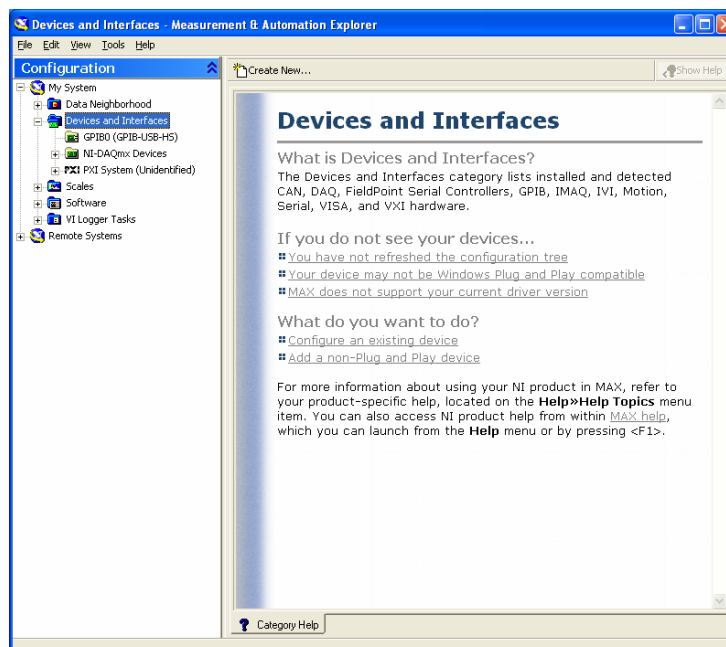 Devices and Interfaces - Measurement & Automation Explorer
File Edit View Tools Help
Configuration
My System
Data Neighborhood
Devices and Interfaces
GPIB0 (GPIB-USB-HS)
NI-DAQmx Devices
PXI PXI System (Unidentified)
Scales
Software
VI Logger Tasks
Remote Systems
Create New...
Show Help
Devices and Interfaces
What is Devices and Interfaces?
The Devices and Interfaces category lists installed and detected
CAN, DAQ, FieldPoint Serial Controllers, GPIB, IMAQ, IVI, Motion,
Serial, VISA, and VXI hardware.
If you do not see your devices...
You have not refreshed the configuration tree
Your device may not be Windows Plug and Play compatible
MAX does not support your current driver version
What do you want to do?
Configure an existing device
Add a non-Plug and Play device
For more information about using your NI product in MAX, refer to
your product-specific help, located on the Help»Help Topics menu
item. You can also access NI product help from within MAX help,
which you can launch from the Help menu or by pressing <F1>.
Category Help